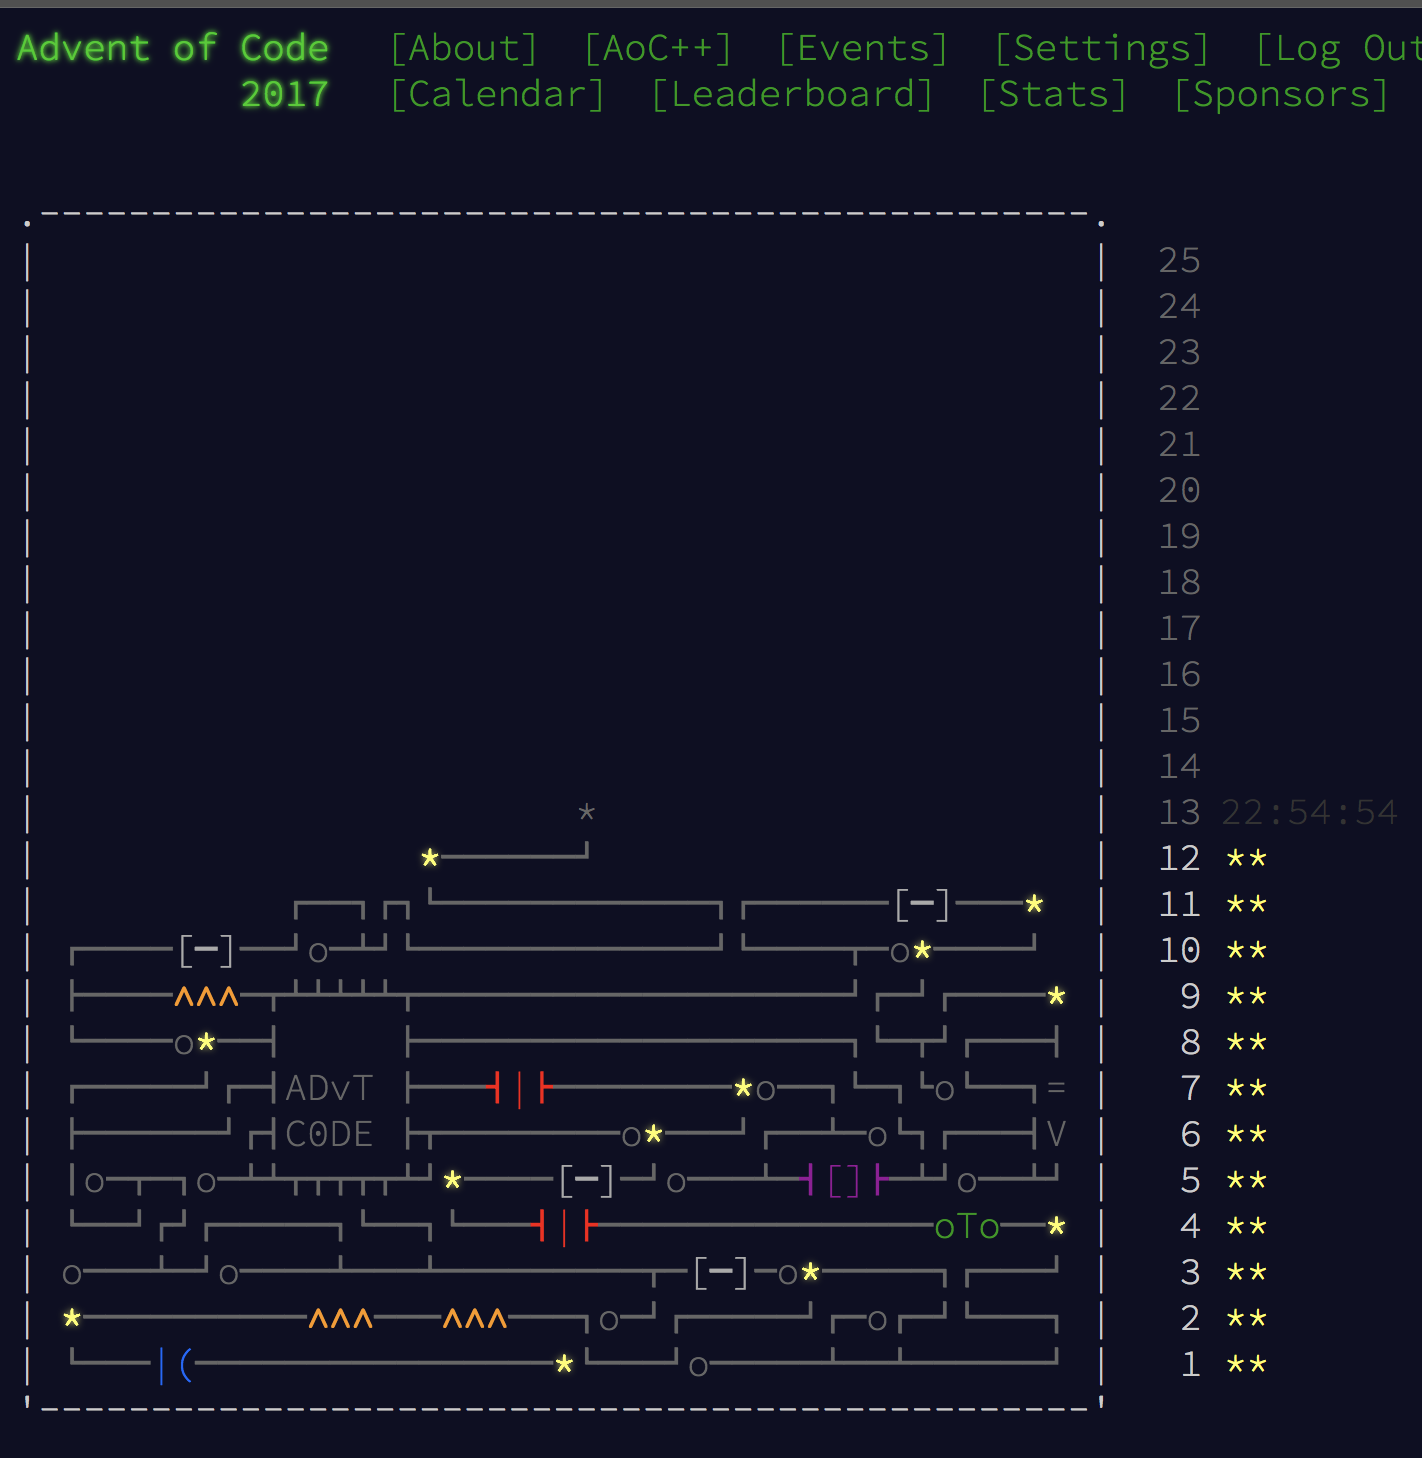 Advent of Code [About] [AoC++] [Events] [Settings] [Log Out
2017 [Calendar] [Leaderboard] [Stats] [Sponsors]
25
24
23
22
21
20
19
18
17
16
15
14
* 13 22:54:54
* 12 **
[-] * 11 **
[-] o o* 10 **
^^^ * 9 **
o* 8 **
ADvT | *o o = 7 **
C0DE o* o V 6 **
o o * [-] o [] o 5 **
| oTo * 4 **
o o [-] o* 3 **
* ^^^ ^^^ o o 2 **
|( * o 1 **